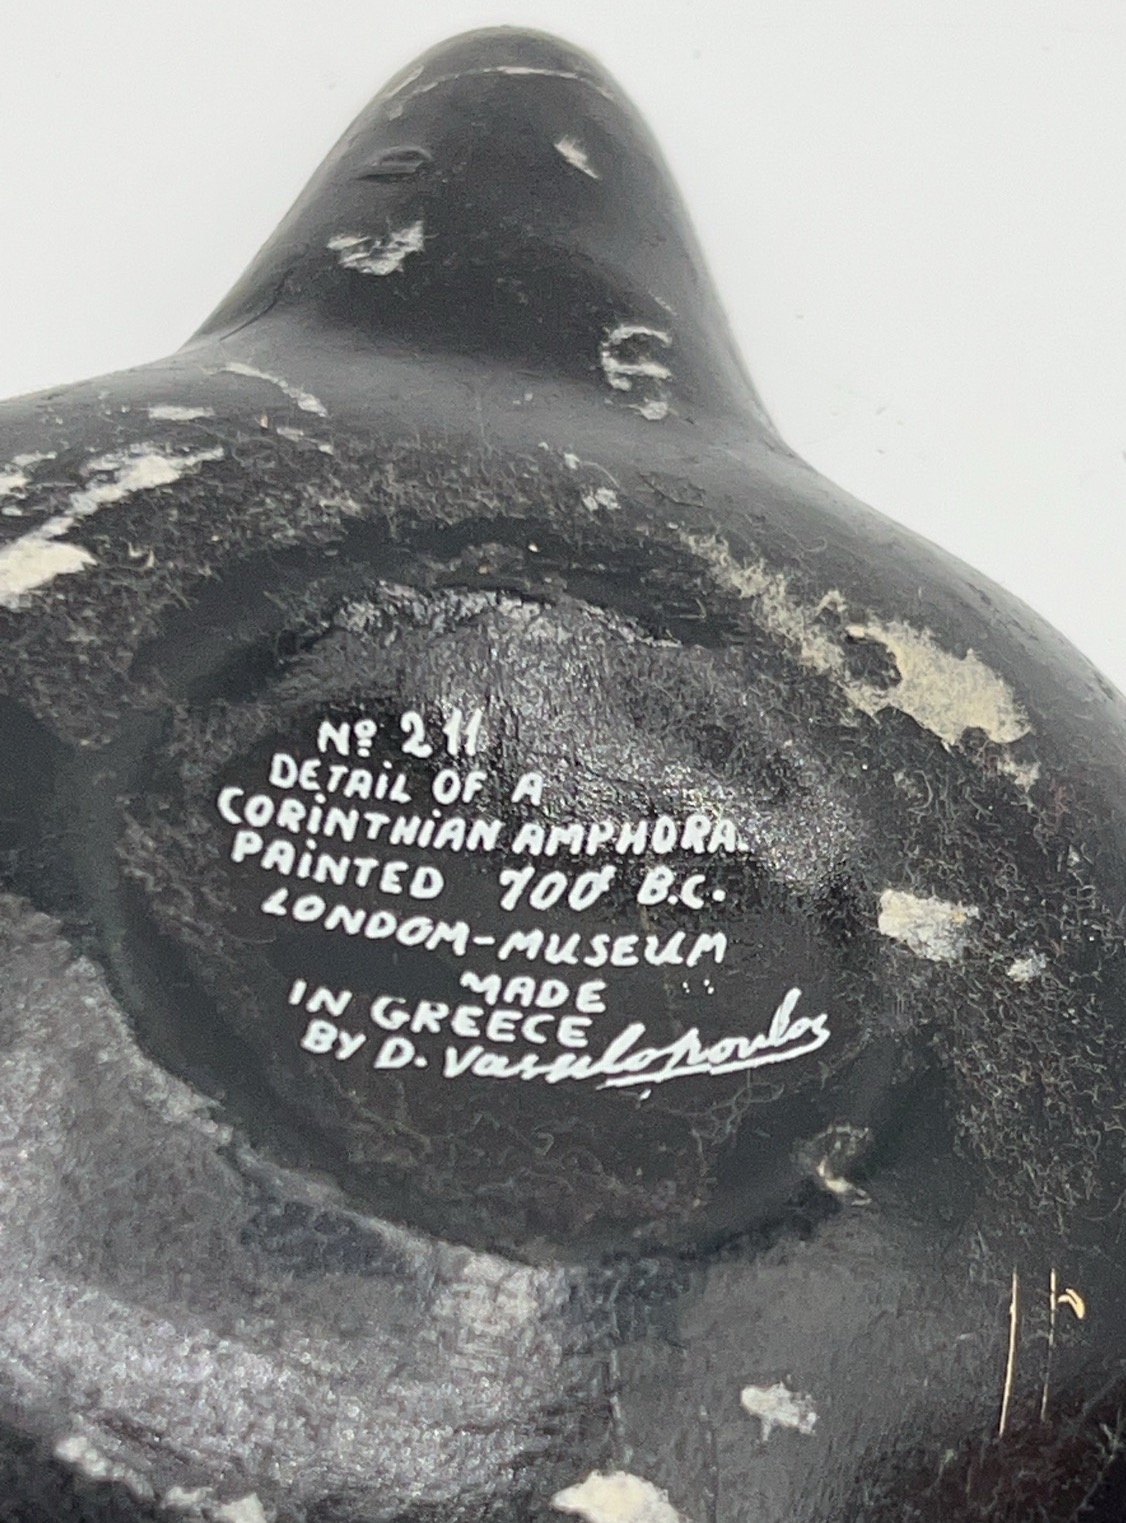 Nº 211
DETAiL OF A
CORiNTHiAN AMPHORA.
PAiNTED 700 B.C.
LONDOM-MUSEUM
MADE
IN GREECE
BY D. Vassilopoulos